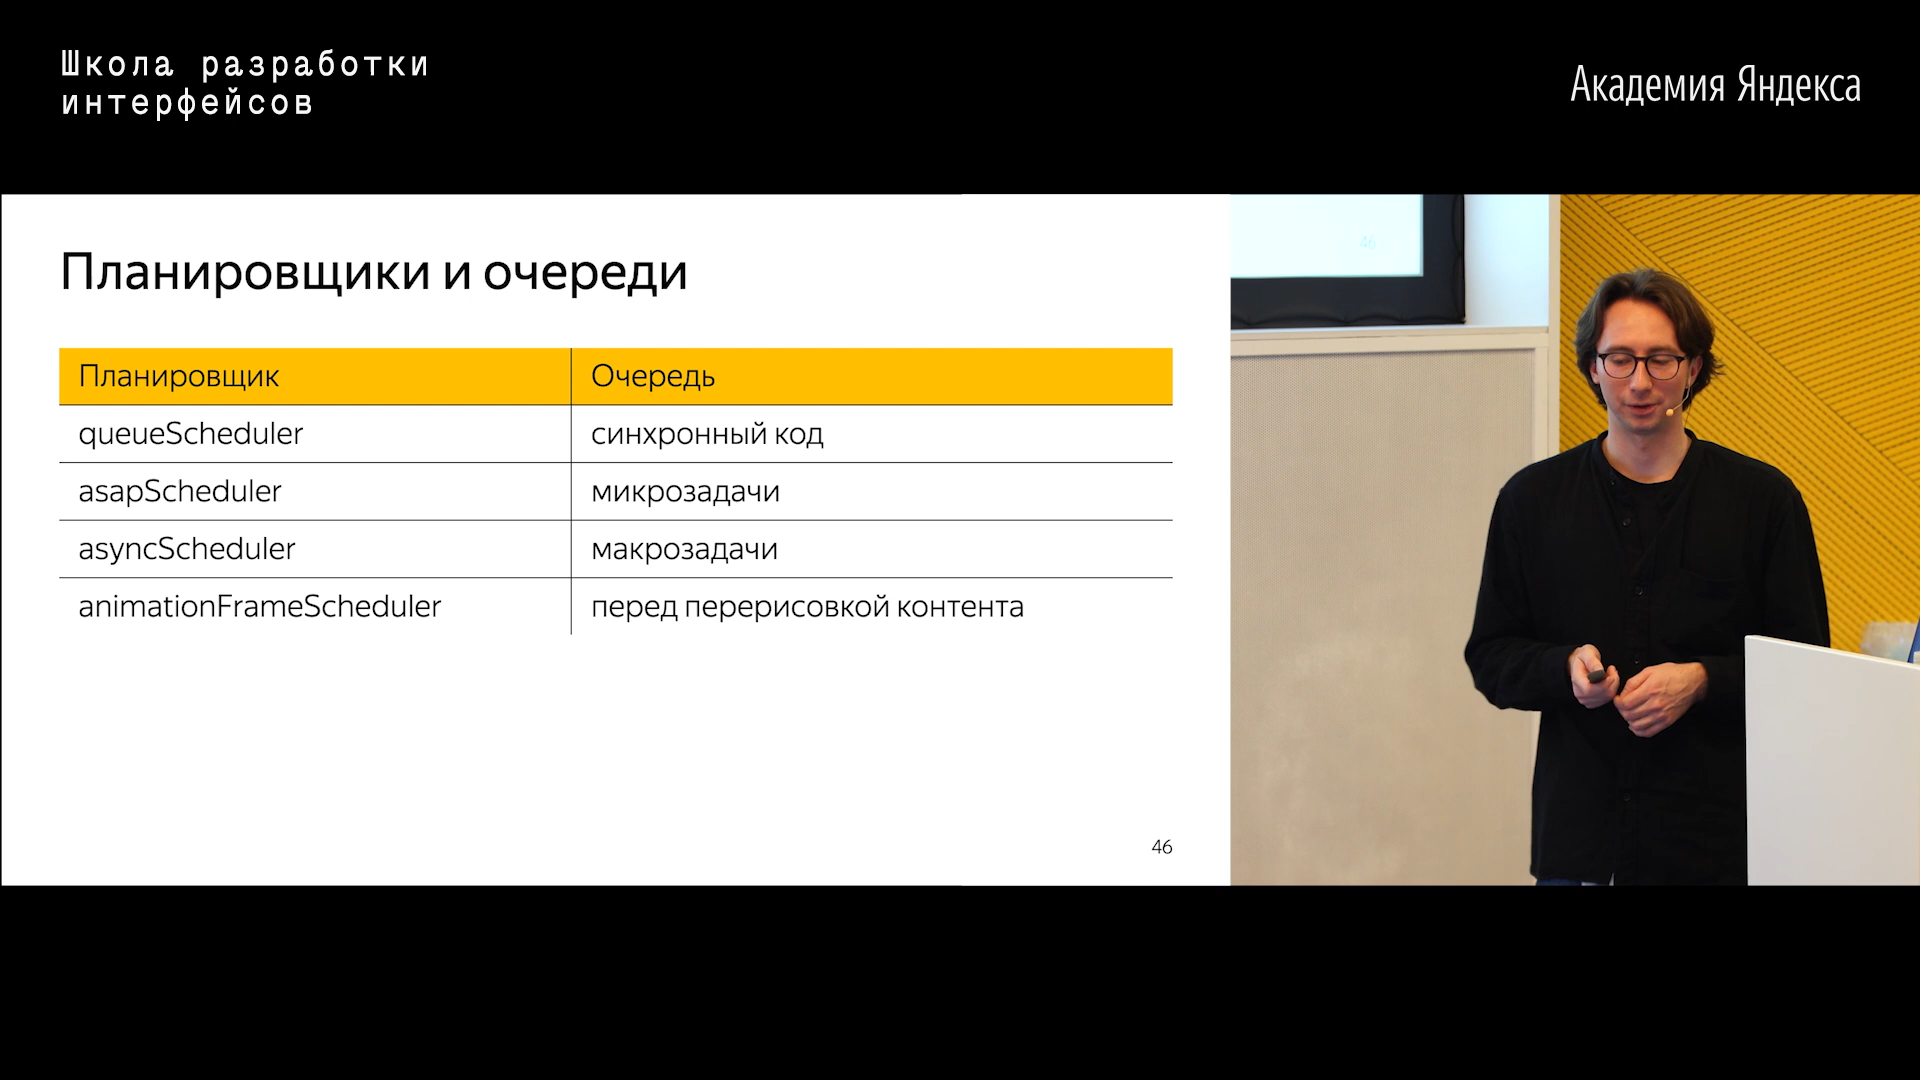 Школа разработки
интерфейсов
Академия Яндекса
Планировщики и очереди
Планировщик Очередь
queueScheduler синхронный код
asapScheduler микрозадачи
asyncScheduler макрозадачи
animationFrameScheduler перед перерисовкой контента
46
46